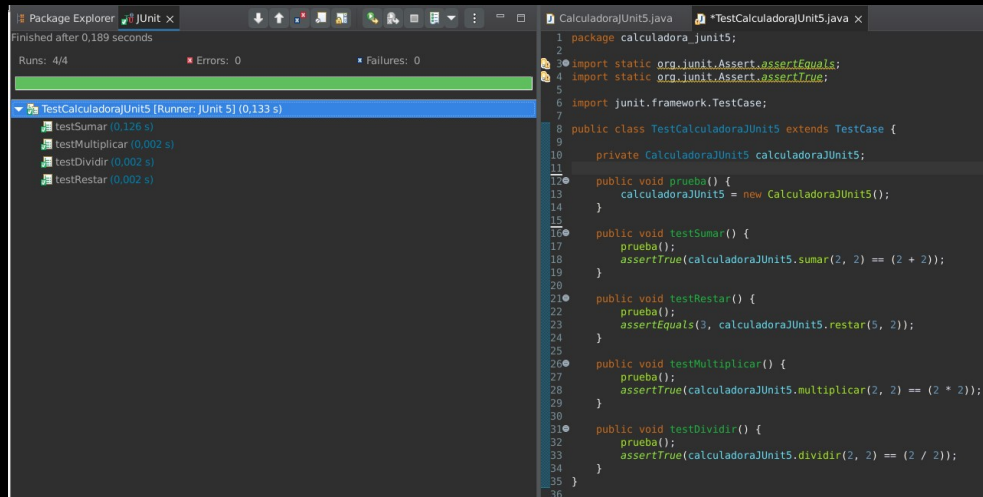 Package Explorer JUnit ×
Finished after 0,189 seconds
Runs: 4/4 Errors: 0 Failures: 0
TestCalculadoraJUnit5 [Runner: JUnit 5] (0,133 s)
testSumar (0,126 s)
testMultiplicar (0,002 s)
testDividir (0,002 s)
testRestar (0,002 s)
CalculadoraJUnit5.java *TestCalculadoraJUnit5.java ×
1 package calculadora_junit5;
2
3 import static org.junit.Assert.assertEquals;
4 import static org.junit.Assert.assertTrue;
5
6 import junit.framework.TestCase;
7
8 public class TestCalculadoraJUnit5 extends TestCase {
9
10 private CalculadoraJUnit5 calculadoraJUnit5;
11
12 public void prueba() {
13 calculadoraJUnit5 = new CalculadoraJUnit5();
14 }
15
16 public void testSumar() {
17 prueba();
18 assertTrue(calculadoraJUnit5.sumar(2, 2) == (2 + 2));
19 }
20
21 public void testRestar() {
22 prueba();
23 assertEquals(3, calculadoraJUnit5.restar(5, 2));
24 }
25
26 public void testMultiplicar() {
27 prueba();
28 assertTrue(calculadoraJUnit5.multiplicar(2, 2) == (2 * 2));
29 }
30
31 public void testDividir() {
32 prueba();
33 assertTrue(calculadoraJUnit5.dividir(2, 2) == (2 / 2));
34 }
35 }
36